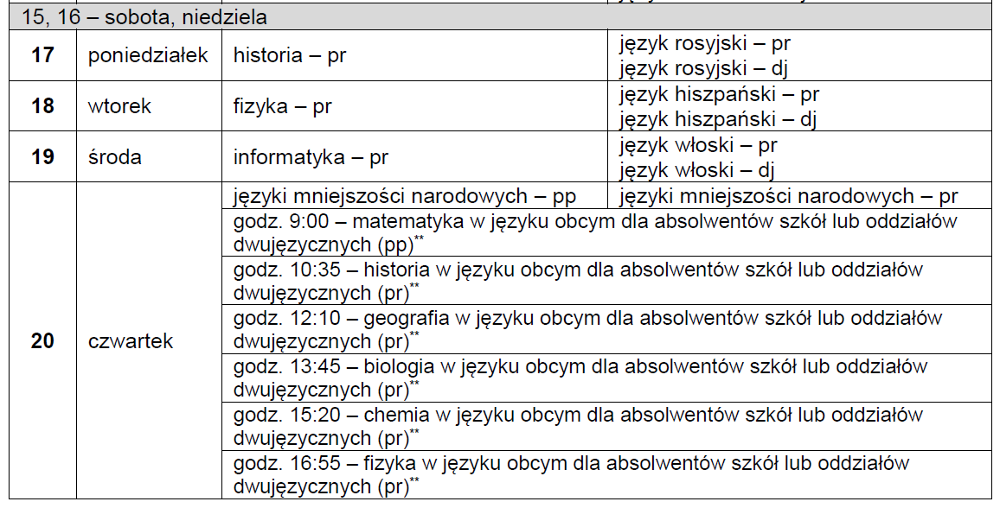 15, 16 – sobota, niedziela
17 poniedziałek historia – pr język rosyjski – pr
język rosyjski – dj
18 wtorek fizyka – pr język hiszpański – pr
język hiszpański – dj
19 środa informatyka – pr język włoski – pr
język włoski – dj
20 czwartek
języki mniejszości narodowych – pp języki mniejszości narodowych – pr
godz. 9:00 – matematyka w języku obcym dla absolwentów szkół lub oddziałów
dwujęzycznych (pp)**
godz. 10:35 – historia w języku obcym dla absolwentów szkół lub oddziałów
dwujęzycznych (pr)**
godz. 12:10 – geografia w języku obcym dla absolwentów szkół lub oddziałów
dwujęzycznych (pr)**
godz. 13:45 – biologia w języku obcym dla absolwentów szkół lub oddziałów
dwujęzycznych (pr)**
godz. 15:20 – chemia w języku obcym dla absolwentów szkół lub oddziałów
dwujęzycznych (pr)**
godz. 16:55 – fizyka w języku obcym dla absolwentów szkół lub oddziałów
dwujęzycznych (pr)**